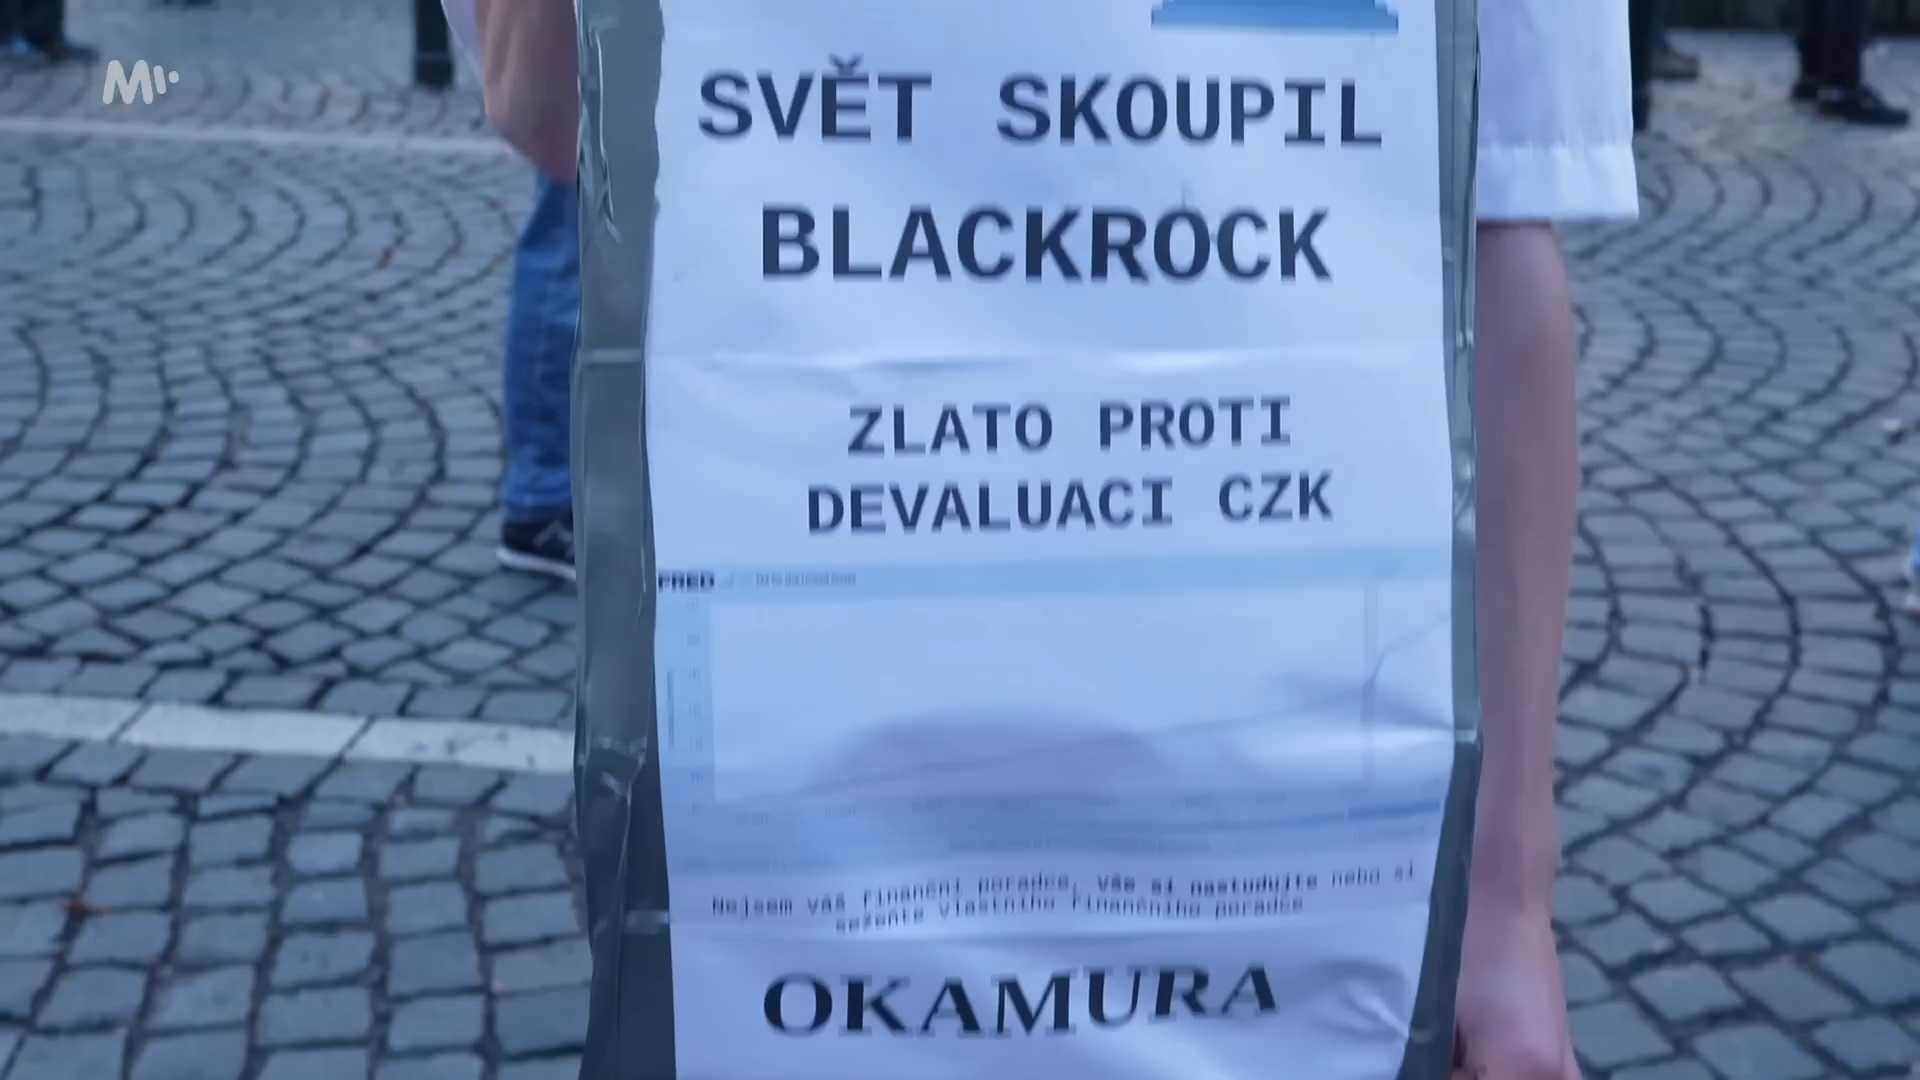 M
SVĚT SKOUPIL
BLACKROCK
ZLATO PROTI
DEVALUACI CZK
FRED
Nejsem váš finanční poradce, vše si nastudujte nebo si
sežeňte vlastního finančního poradce
OKAMURA